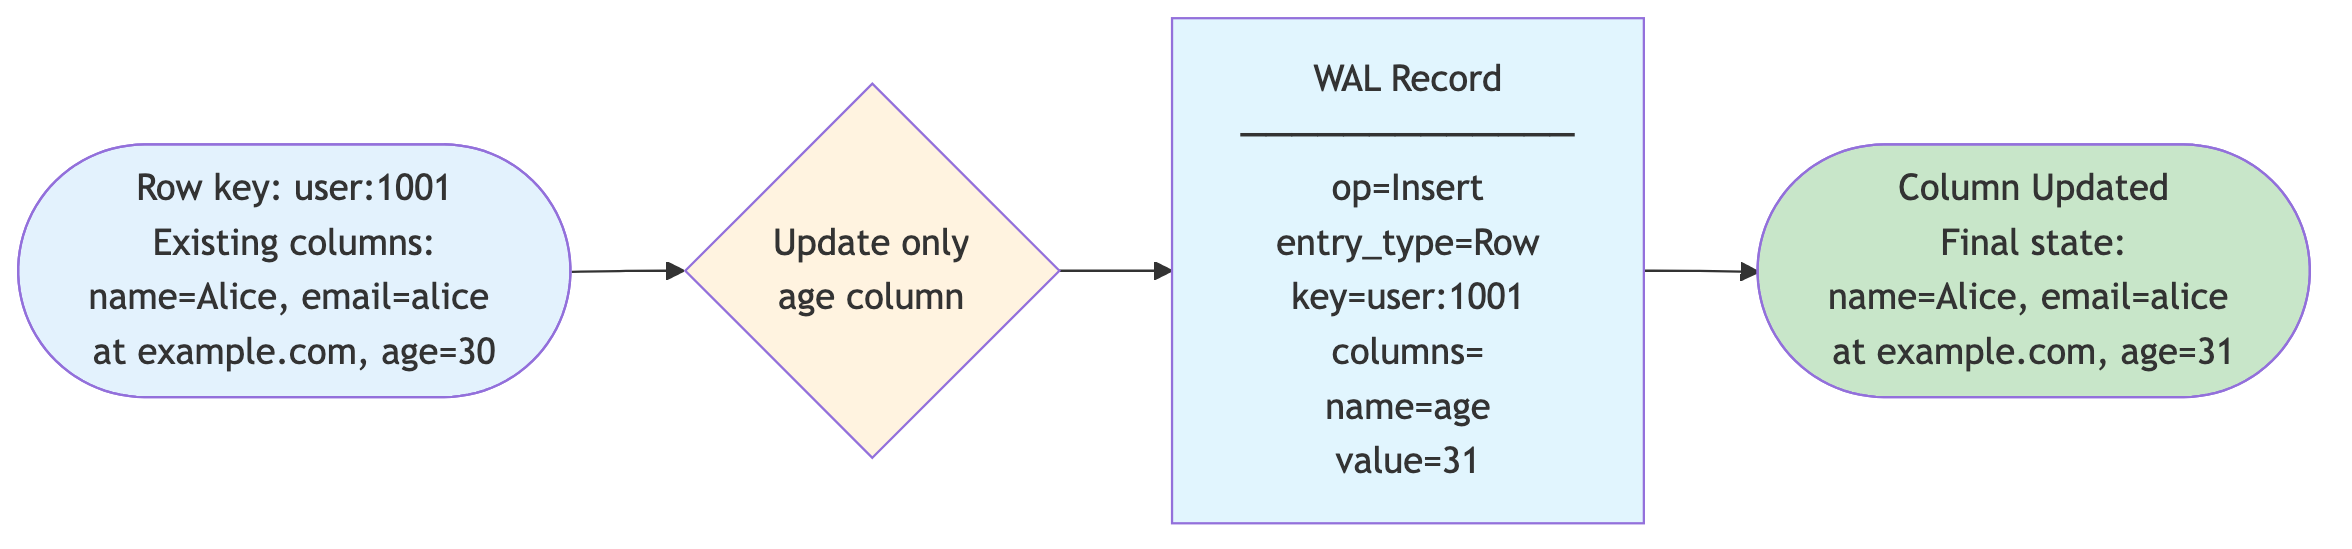 Row key: user:1001
Existing columns:
name=Alice, email=alice
at example.com, age=30
Update only
age column
WAL Record
op=Insert
entry_type=Row
key=user:1001
columns=
name=age
value=31
Column Updated
Final state:
name=Alice, email=alice
at example.com, age=31